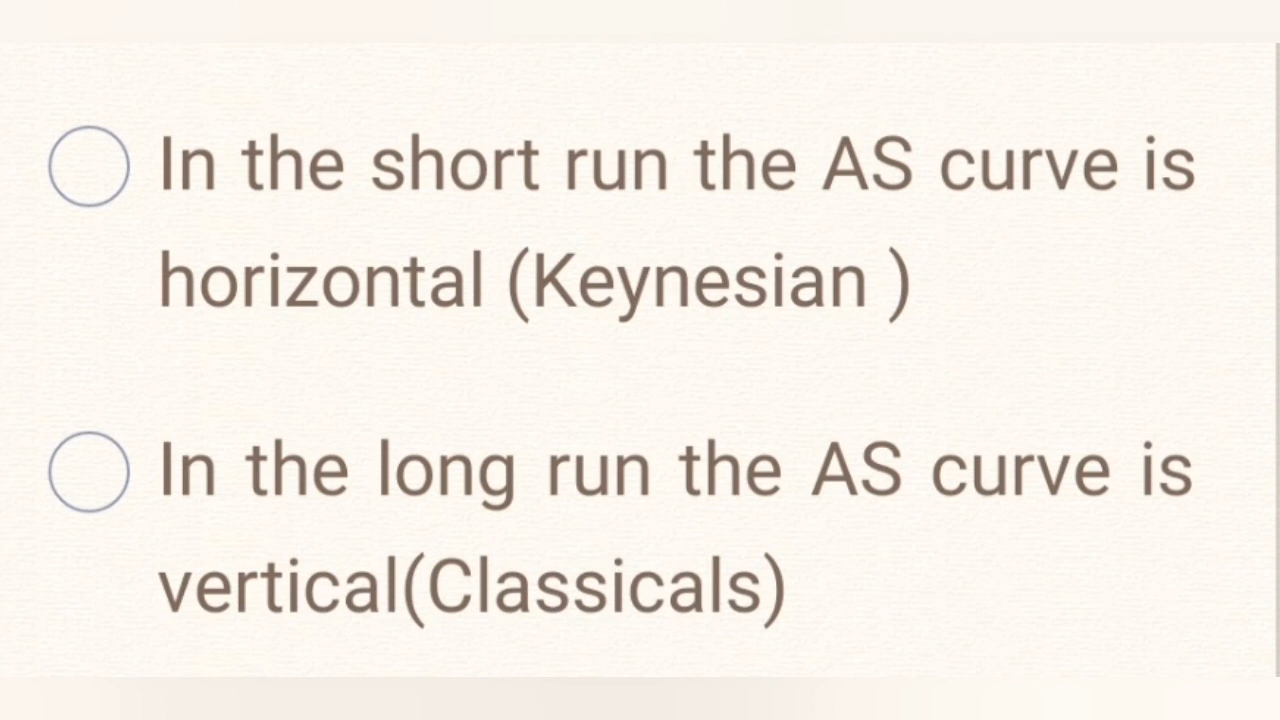 In the short run the AS curve is
horizontal (Keynesian )
In the long run the AS curve is
vertical(Classicals)